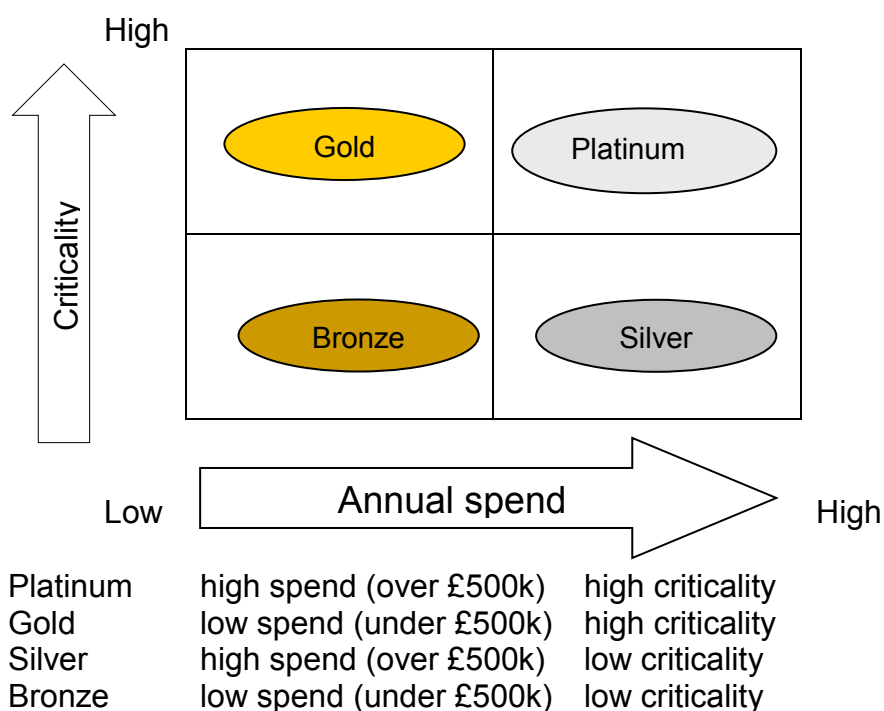 High
Gold Platinum
Criticality
Bronze Silver
Annual spend
Low High
Platinum high spend (over £500k) high criticality
Gold low spend (under £500k) high criticality
Silver high spend (over £500k) low criticality
Bronze low spend (under £500k) low criticality